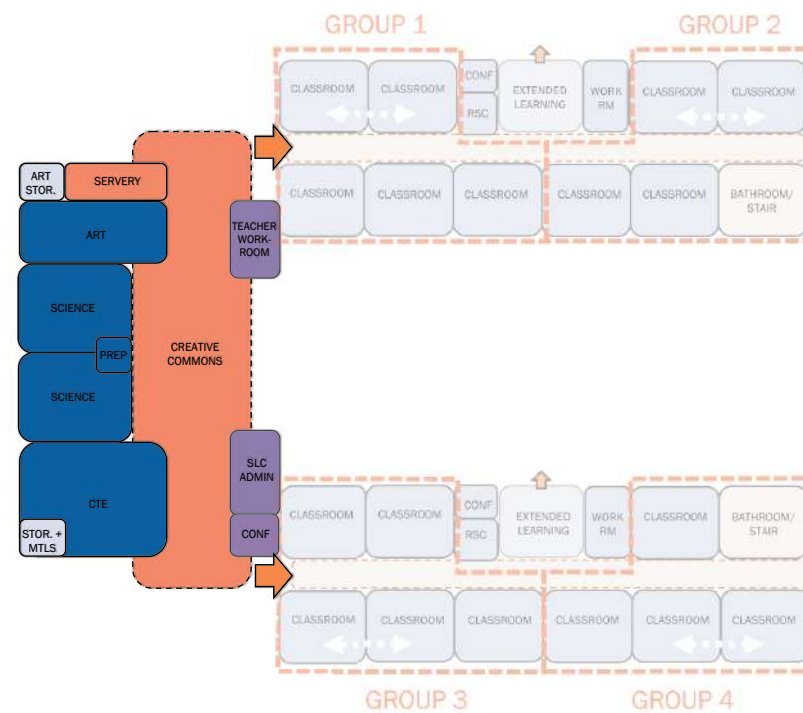 GROUP 1
GROUP 2
CLASSROOM
CLASSROOM
CONF
RSC
EXTENDED
LEARNING
WORK
RM
CLASSROOM
CLASSROOM
CLASSROOM
CLASSROOM
CLASSROOM
CLASSROOM
CLASSROOM
BATHROOM/
STAIR
ART
STOR.
SERVERY
ART
TEACHER
WORK-
ROOM
SCIENCE
PREP
SCIENCE
CREATIVE
COMMONS
SLC
ADMIN
CTE
STOR. +
MTLS
CONF
CLASSROOM
CLASSROOM
CONF
RSC
EXTENDED
LEARNING
WORK
RM
CLASSROOM
BATHROOM/
STAIR
CLASSROOM
CLASSROOM
CLASSROOM
CLASSROOM
CLASSROOM
CLASSROOM
GROUP 3
GROUP 4